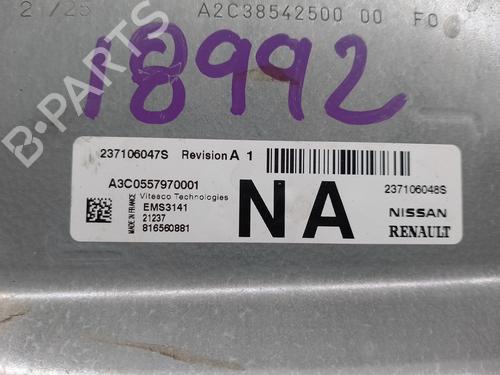 A2C38542500 00 F0
18992
B-PARTS
237106047S Revision A 1
A3C0557970001
Vitesco Technologies
EMS3141
21237
816560881
MADE IN FRANCE
NA
237106048S
NISSAN
RENAULT